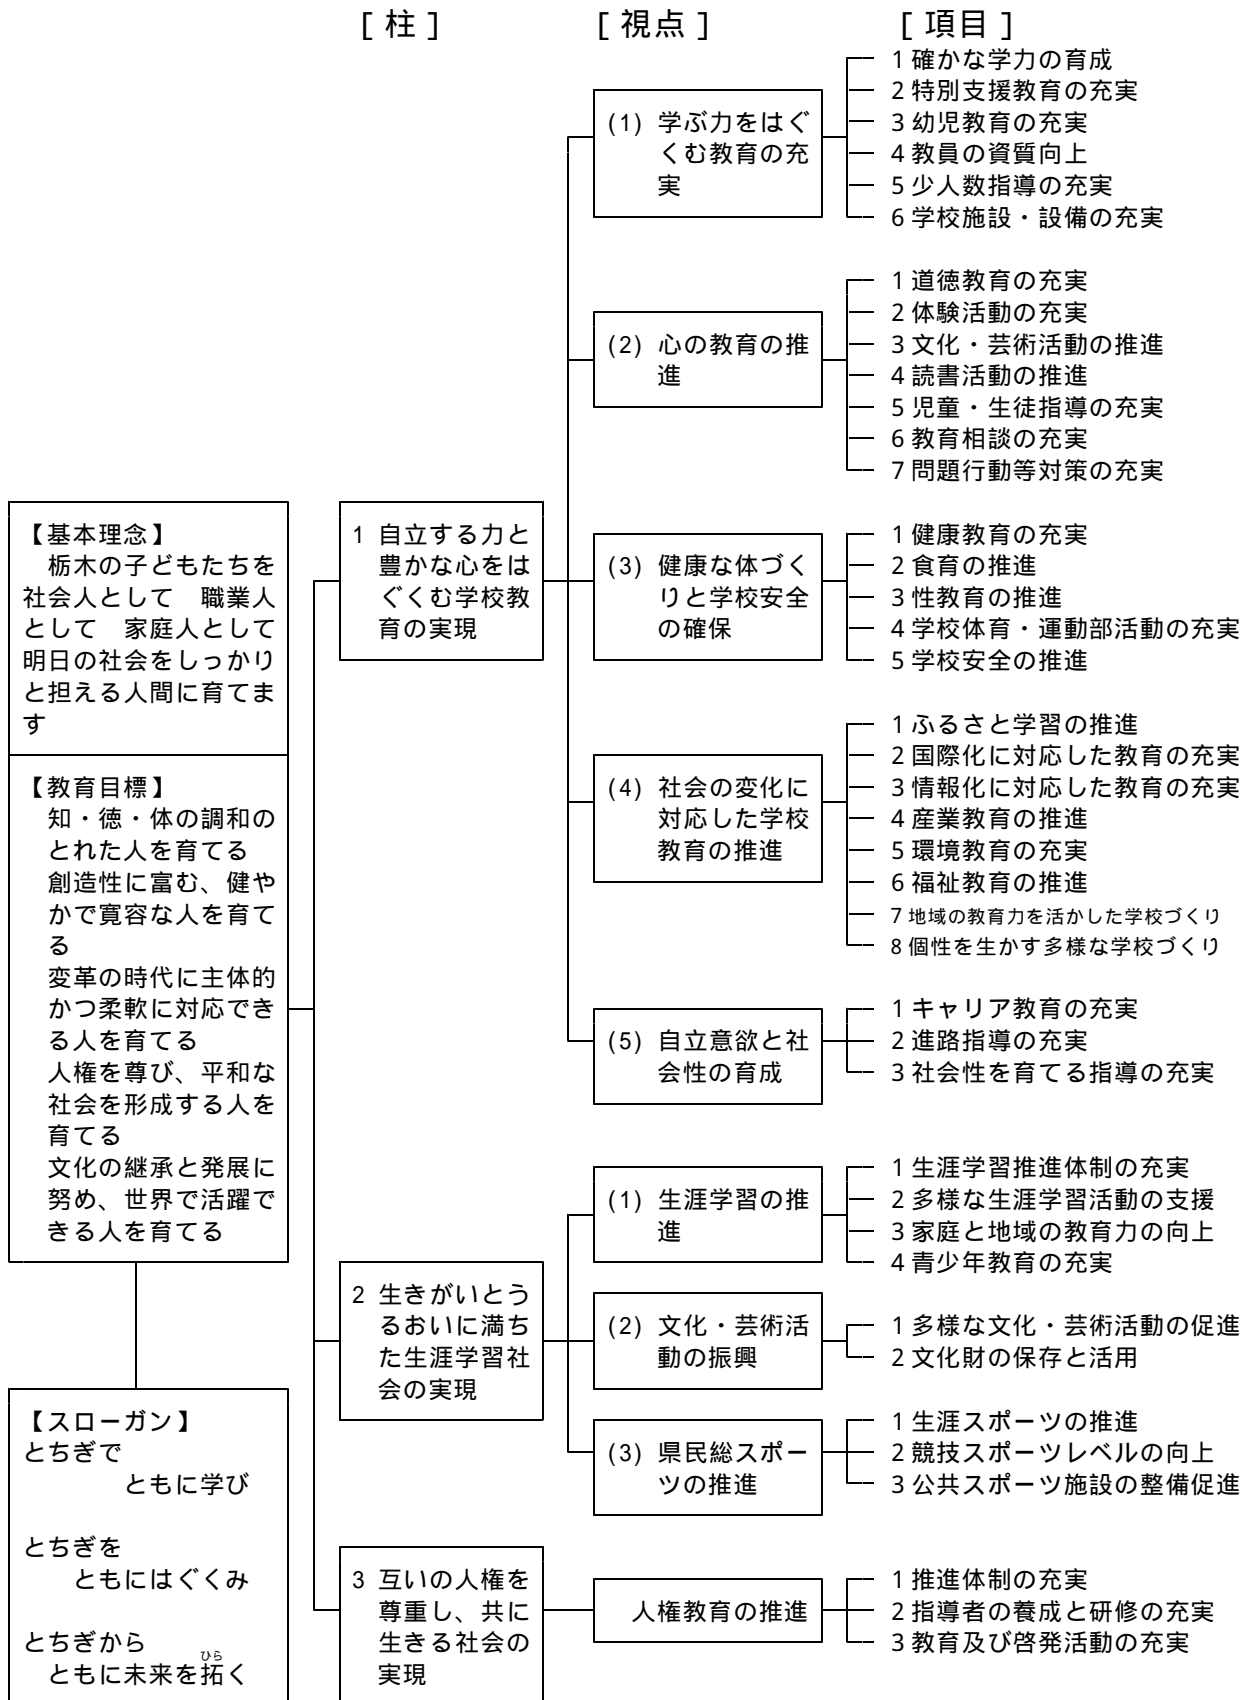 [ 柱 ]
[ 視点 ]
[ 項目 ]
【基本理念】
栃木の子どもたちを
社会人として　職業人
として　家庭人として
明日の社会をしっかり
と担える人間に育てま
す
【教育目標】
知・徳・体の調和の
とれた人を育てる
創造性に富む、健や
かで寛容な人を育て
る
変革の時代に主体的
かつ柔軟に対応でき
る人を育てる
人権を尊び、平和な
社会を形成する人を
育てる
文化の継承と発展に
努め、世界で活躍で
きる人を育てる
【スローガン】
とちぎで
ともに学び
とちぎを
ともにはぐくみ
とちぎから
ひら
ともに未来を拓く
1 自立する力と
豊かな心をは
ぐくむ学校教
育の実現
(1) 学ぶ力をはぐ
くむ教育の充
実
1 確かな学力の育成
2 特別支援教育の充実
3 幼児教育の充実
4 教員の資質向上
5 少人数指導の充実
6 学校施設・設備の充実
(2) 心の教育の推
進
1 道徳教育の充実
2 体験活動の充実
3 文化・芸術活動の推進
4 読書活動の推進
5 児童・生徒指導の充実
6 教育相談の充実
7 問題行動等対策の充実
(3) 健康な体づく
りと学校安全
の確保
1 健康教育の充実
2 食育の推進
3 性教育の推進
4 学校体育・運動部活動の充実
5 学校安全の推進
(4) 社会の変化に
対応した学校
教育の推進
1 ふるさと学習の推進
2 国際化に対応した教育の充実
3 情報化に対応した教育の充実
4 産業教育の推進
5 環境教育の充実
6 福祉教育の推進
7 地域の教育力を活かした学校づくり
8 個性を生かす多様な学校づくり
(5) 自立意欲と社
会性の育成
1 キャリア教育の充実
2 進路指導の充実
3 社会性を育てる指導の充実
2 生きがいとう
るおいに満ち
た生涯学習社
会の実現
(1) 生涯学習の推
進
1 生涯学習推進体制の充実
2 多様な生涯学習活動の支援
3 家庭と地域の教育力の向上
4 青少年教育の充実
(2) 文化・芸術活
動の振興
1 多様な文化・芸術活動の促進
2 文化財の保存と活用
(3) 県民総スポー
ツの推進
1 生涯スポーツの推進
2 競技スポーツレベルの向上
3 公共スポーツ施設の整備促進
3 互いの人権を
尊重し、共に
生きる社会の
実現
人権教育の推進
1 推進体制の充実
2 指導者の養成と研修の充実
3 教育及び啓発活動の充実